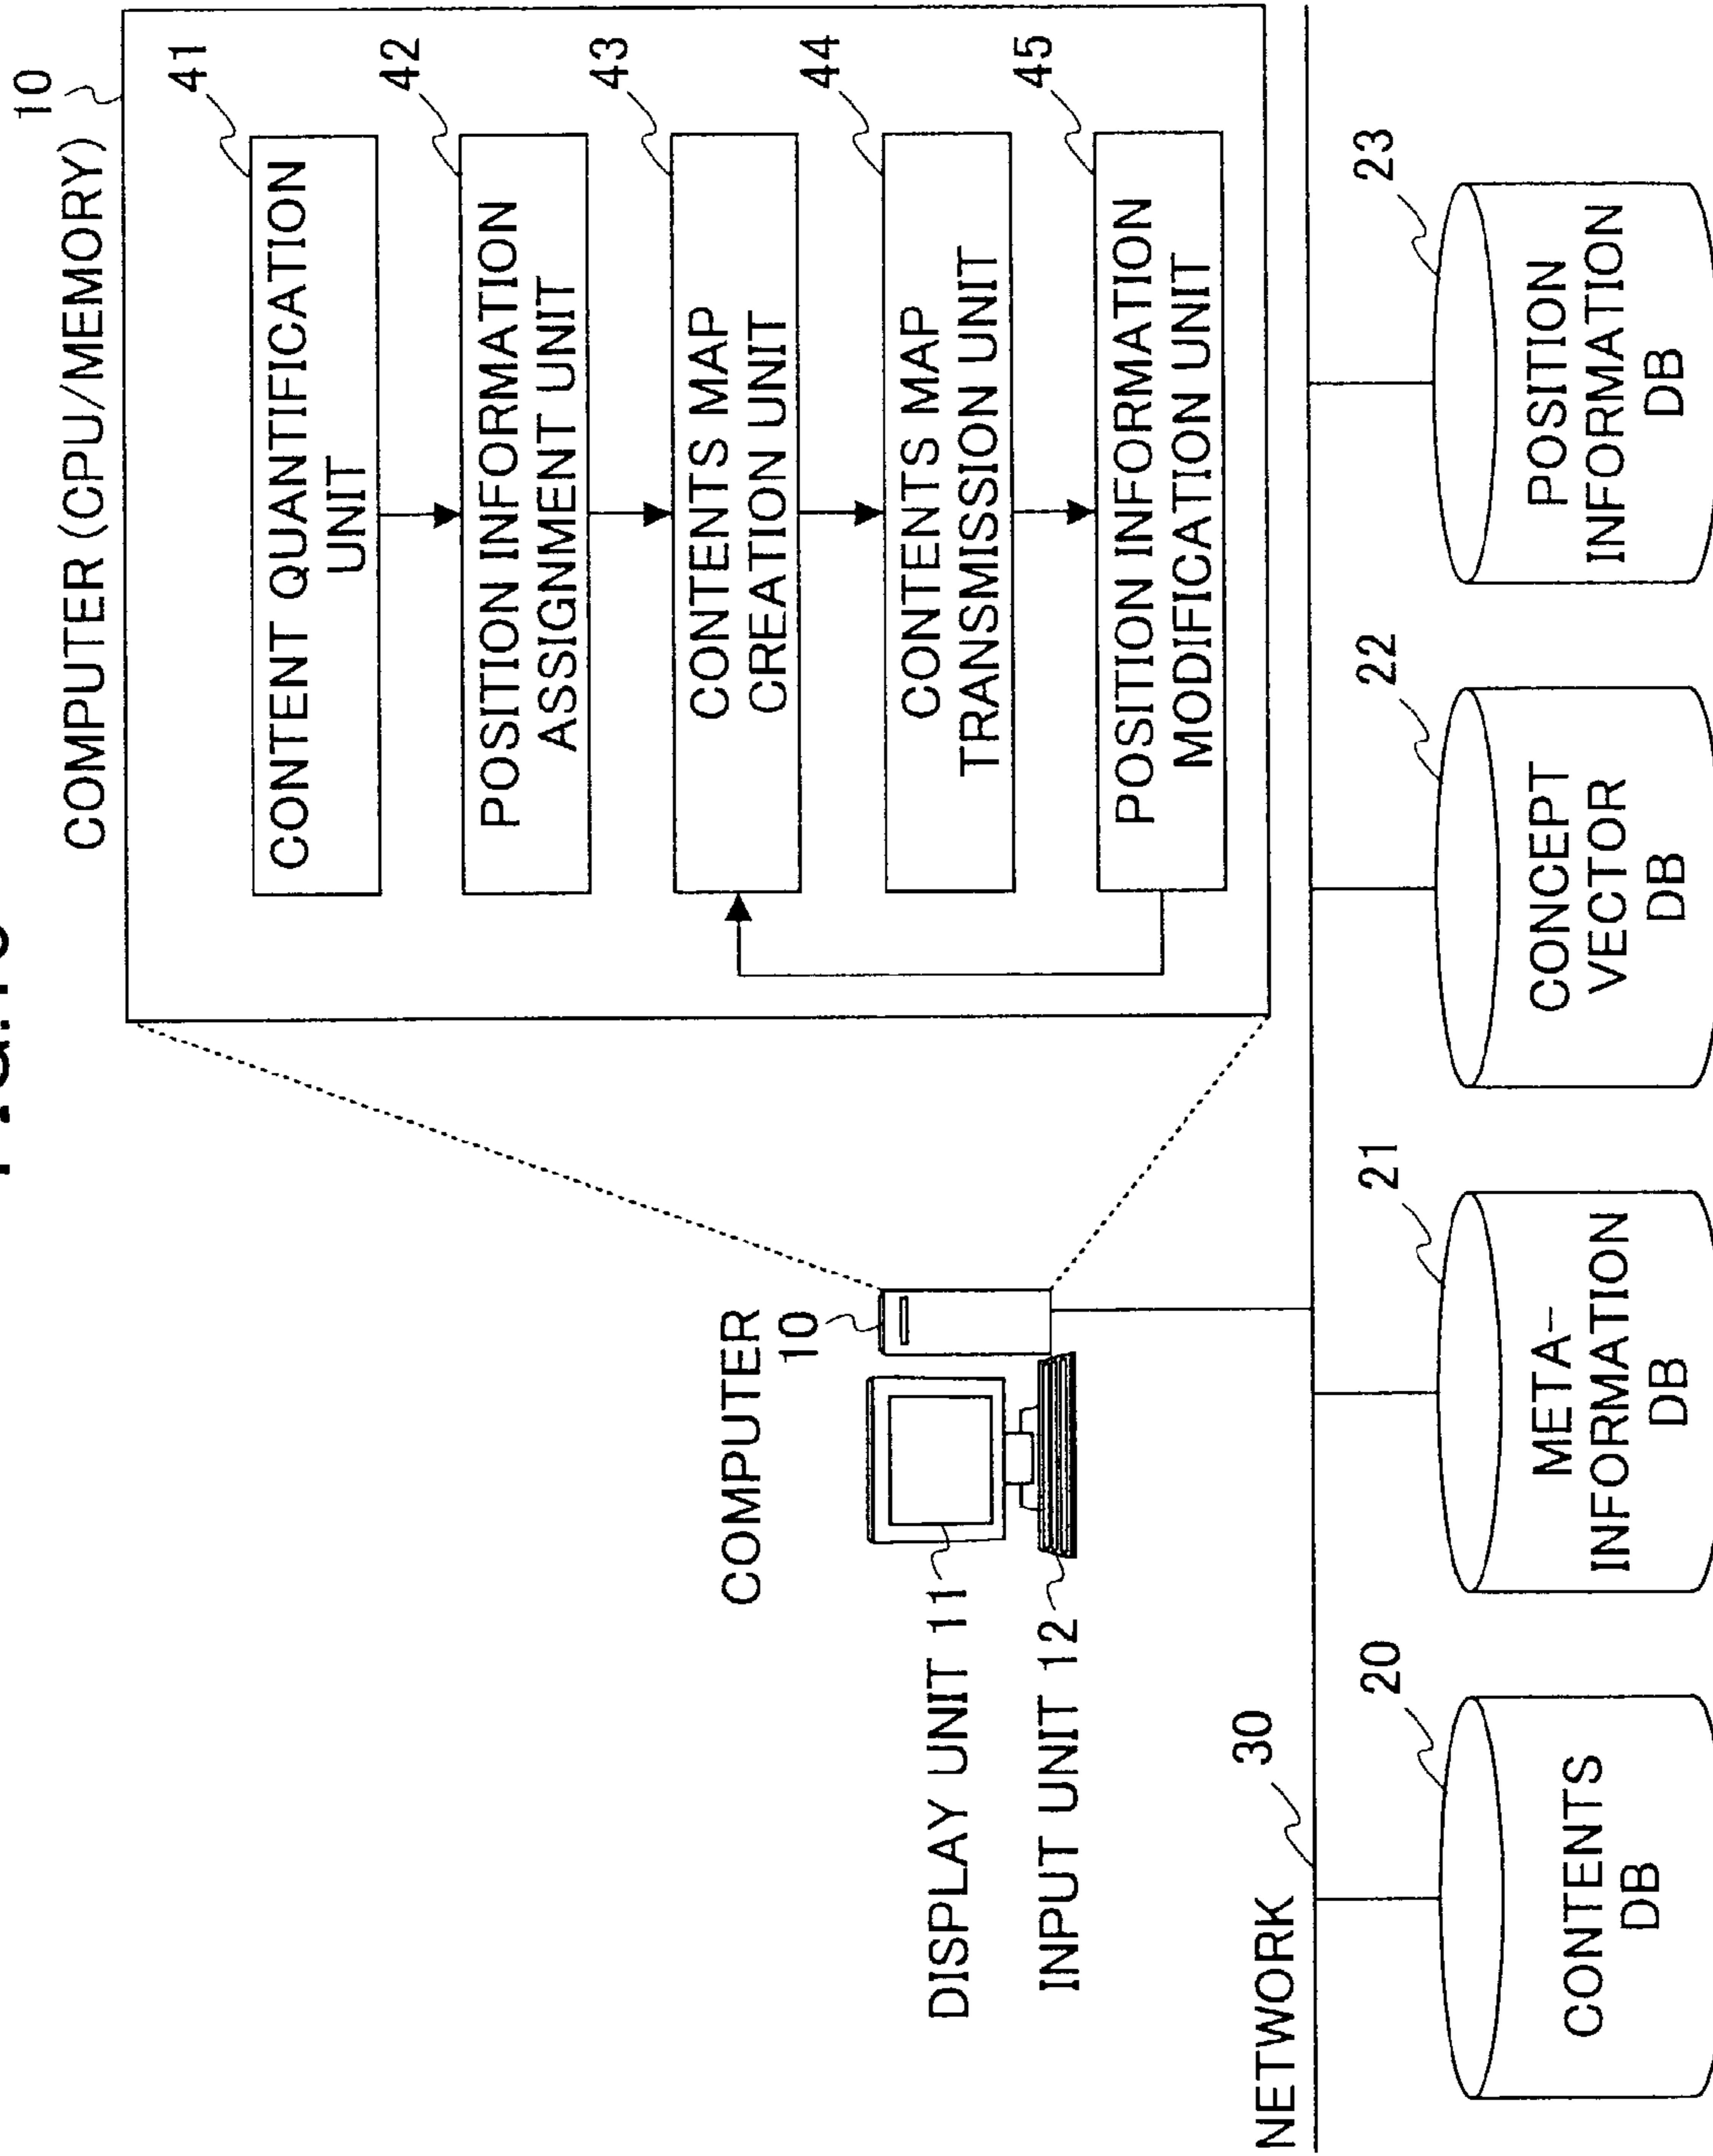 COMPUTER (CPU/MEMORY) 10
CONTENT QUANTIFICATION
UNIT
41
POSITION INFORMATION
ASSIGNMENT UNIT
42
CONTENTS MAP
CREATION UNIT
43
CONTENTS MAP
TRANSMISSION UNIT
44
POSITION INFORMATION
MODIFICATION UNIT
45
COMPUTER
10
DISPLAY UNIT 11
INPUT UNIT 12
NETWORK 30
20
CONTENTS
DB
21
META-
INFORMATION
DB
22
CONCEPT
VECTOR
DB
23
POSITION
INFORMATION
DB